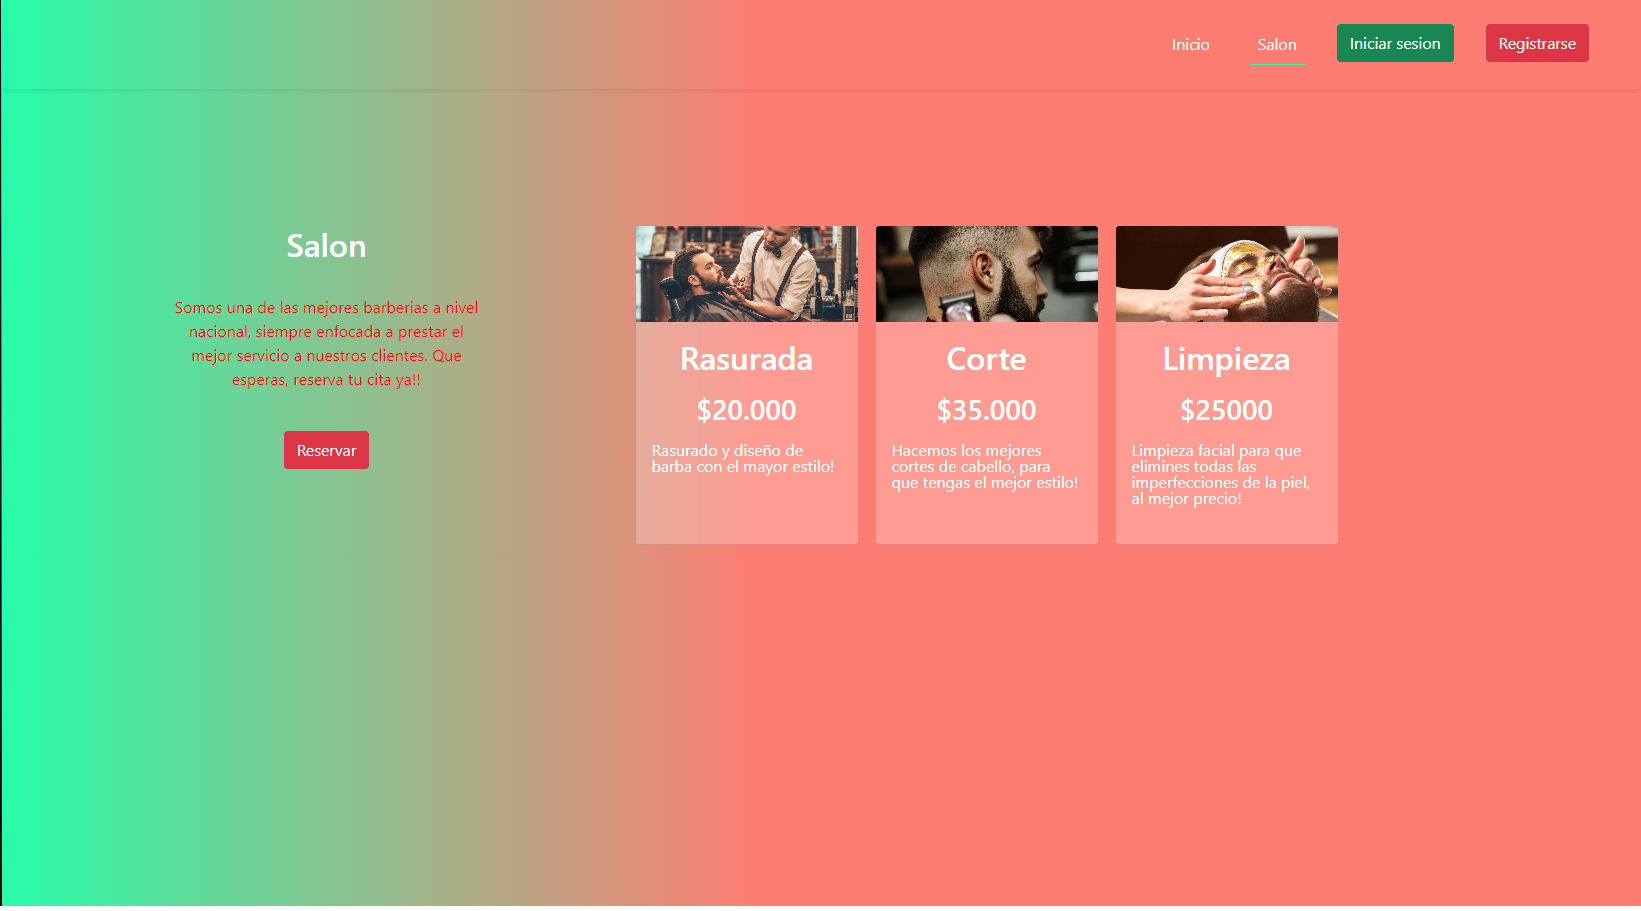 Inicio
Salon
Iniciar sesion
Registrarse
Salon
Somos una de las mejores barberias a nivel
nacional, siempre enfocada a prestar el
mejor servicio a nuestros clientes. Que
esperas, reserva tu cita ya!!
Reservar
Rasurada
$20.000
Rasurado y diseño de
barba con el mayor estilo!
Corte
$35.000
Hacemos los mejores
cortes de cabello, para
que tengas el mejor estilo!
Limpieza
$25000
Limpieza facial para que
elimines todas las
imperfecciones de la piel,
al mejor precio!